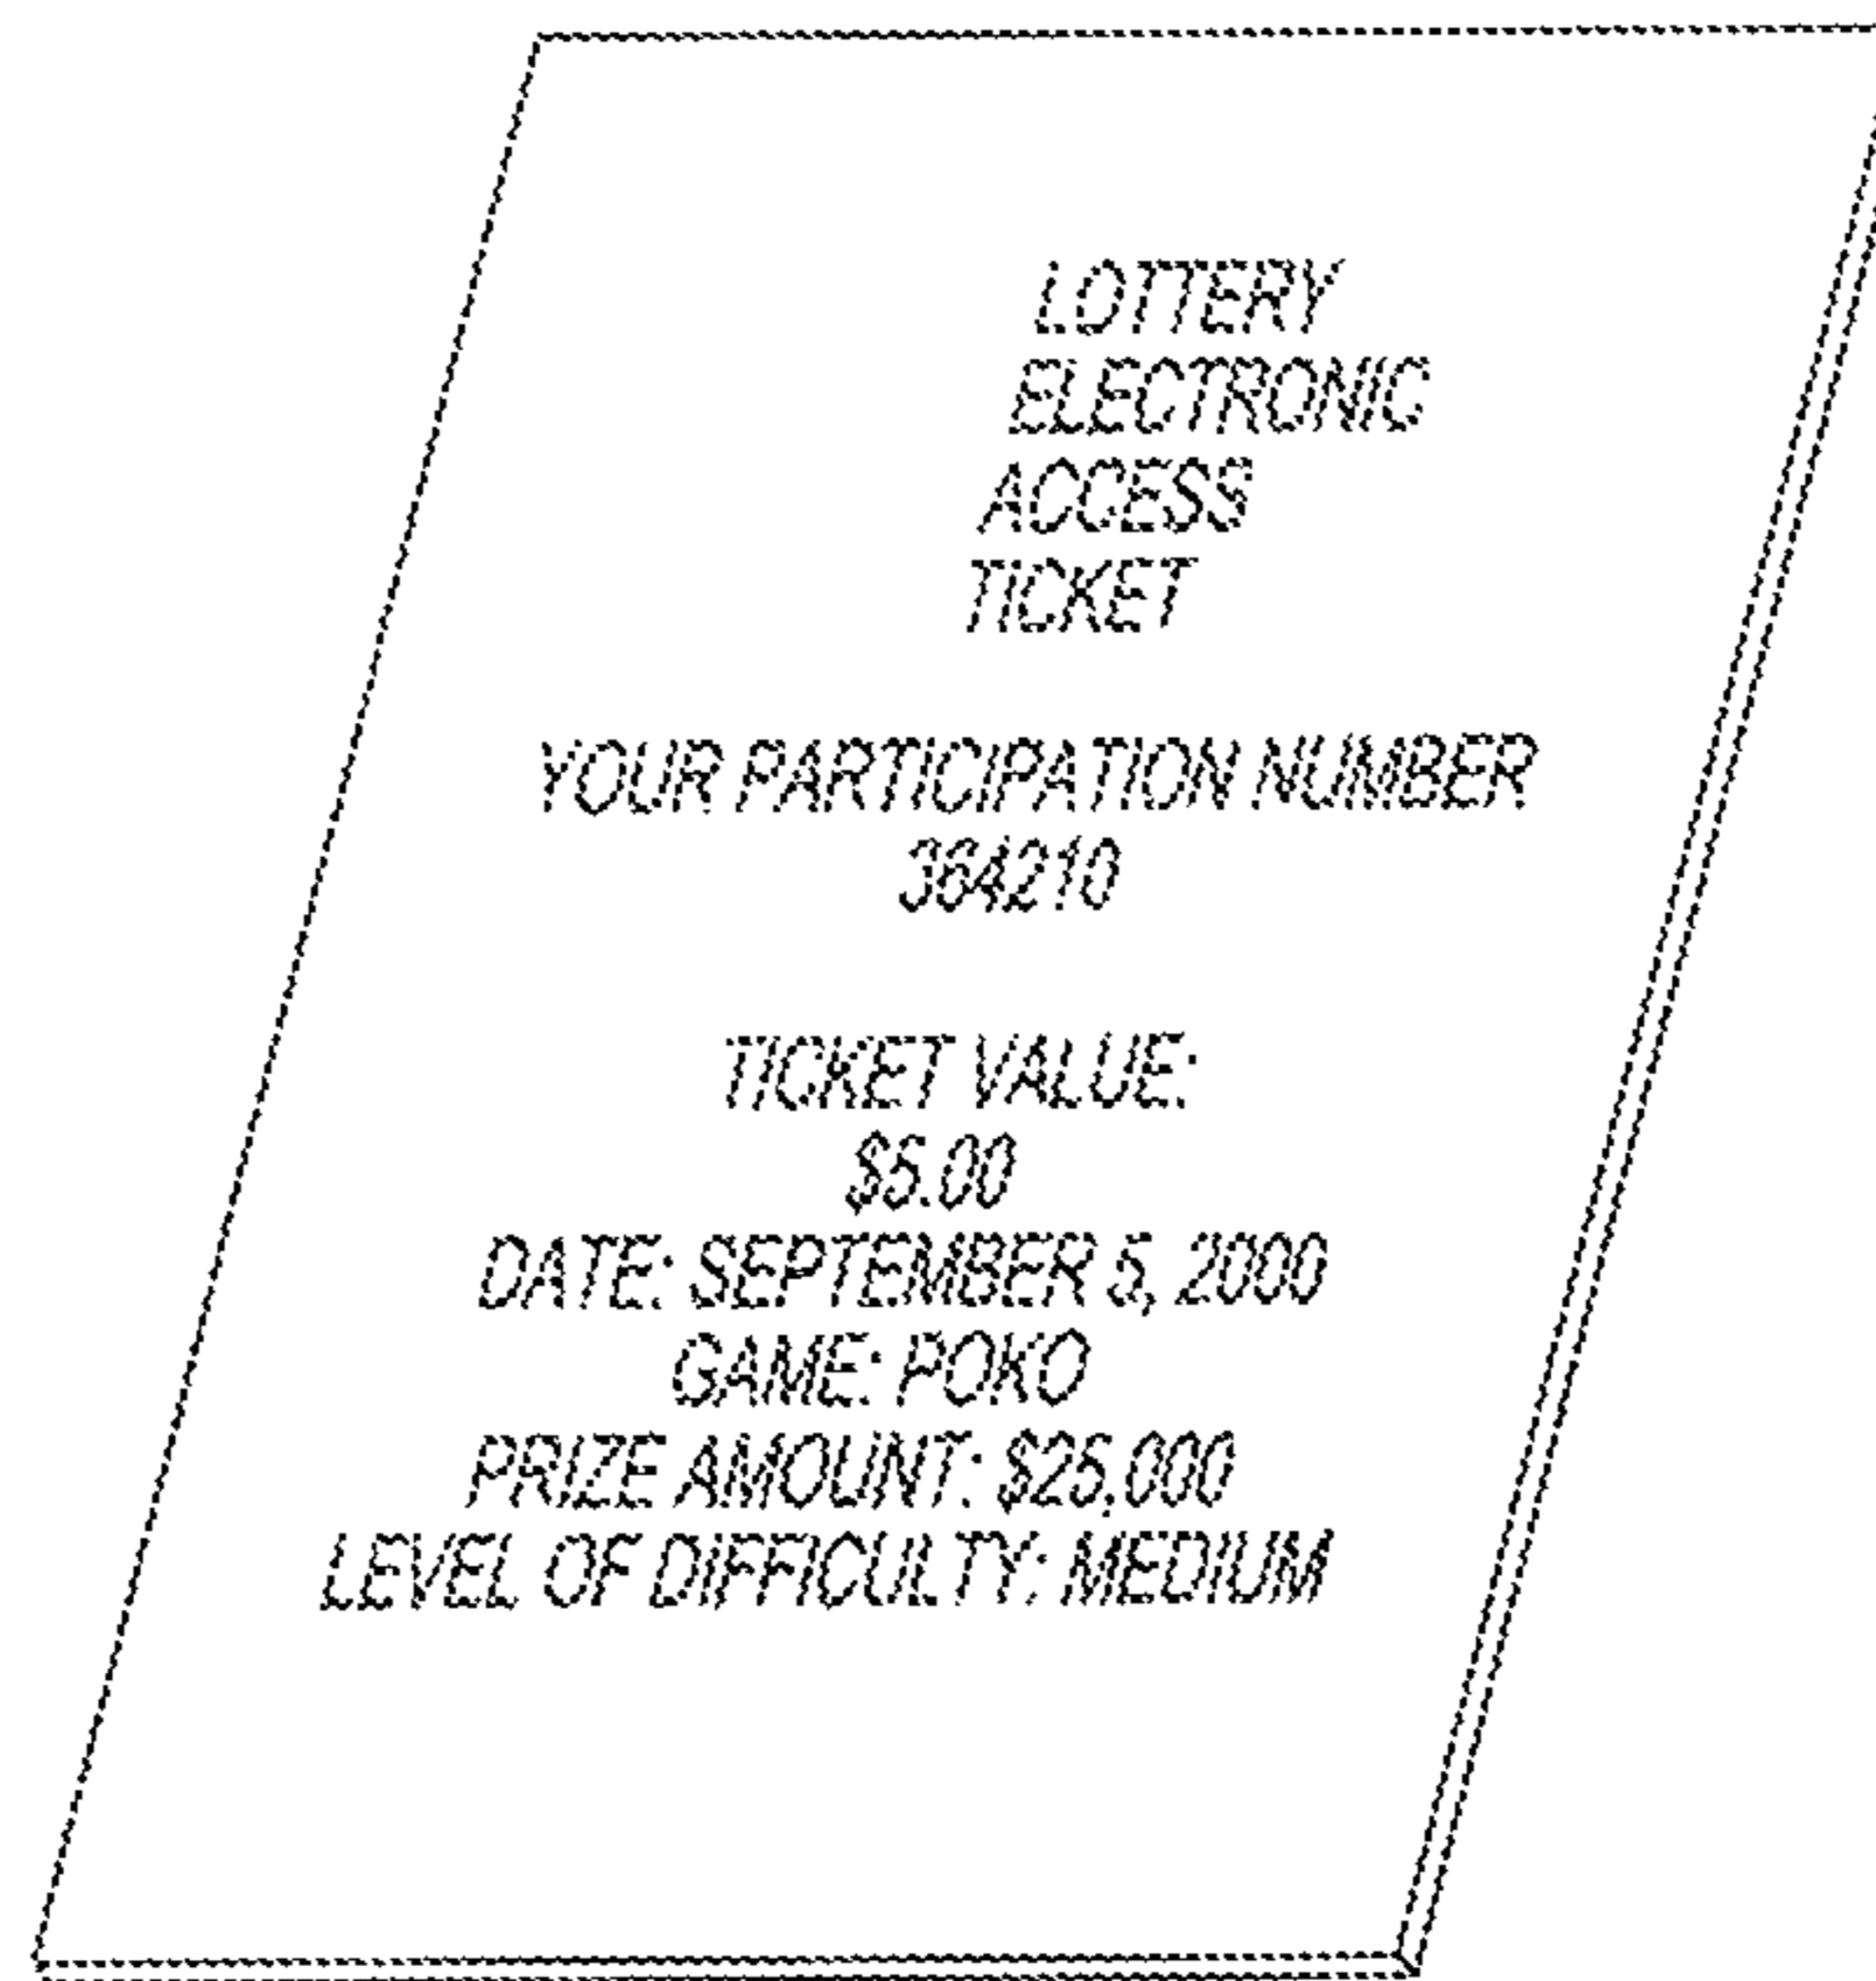 LOTTERY
ELECTRONIC
ACCESS
TICKET
YOUR PARTICIPATION NUMBER
364210
TICKET VALUE:
$5.00
DATE: SEPTEMBER 5, 2000
GAME: POKO
PRIZE AMOUNT: $25,000
LEVEL OF DIFFICULTY: MEDIUM